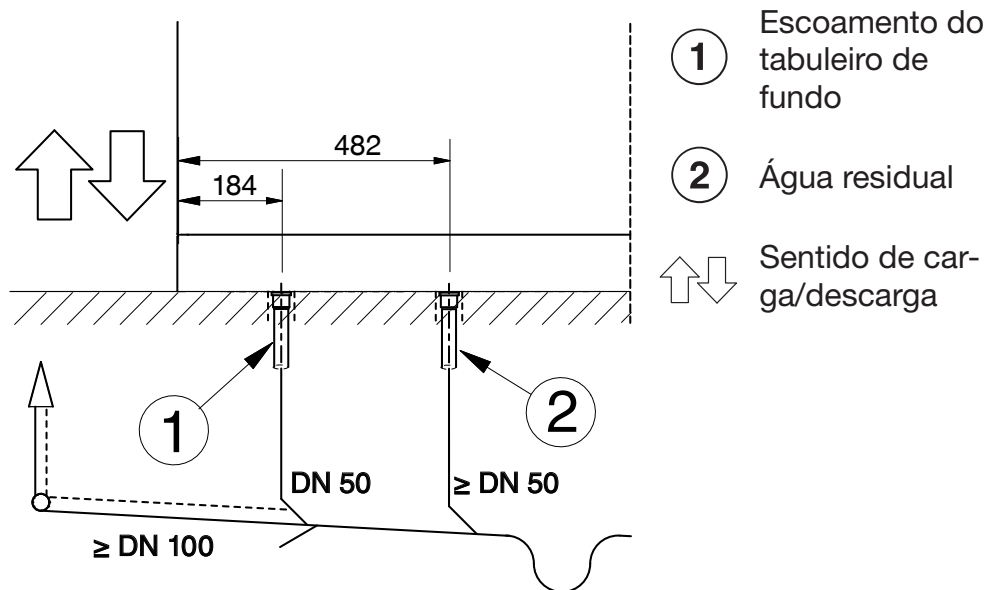 482
184
1
2
DN 50
≥ DN 50
≥ DN 100
1
Escoamento do
tabuleiro de
fundo
2
Água residual
Sentido de car-
ga/descarga